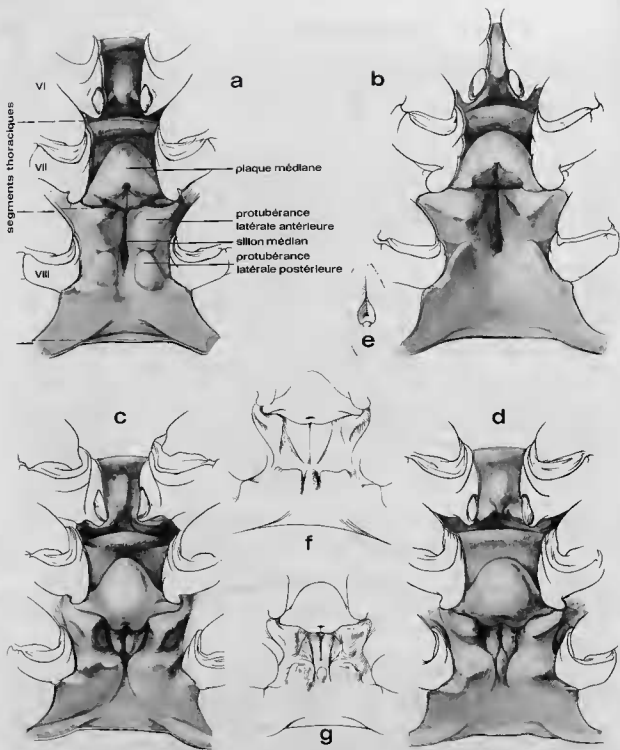 a
b
VI
VII
VIII
segments thoraciques
plaque médiane
protubérance
latérale antérieure
sillon médian
protubérance
latérale postérieure
e
c
d
f
g